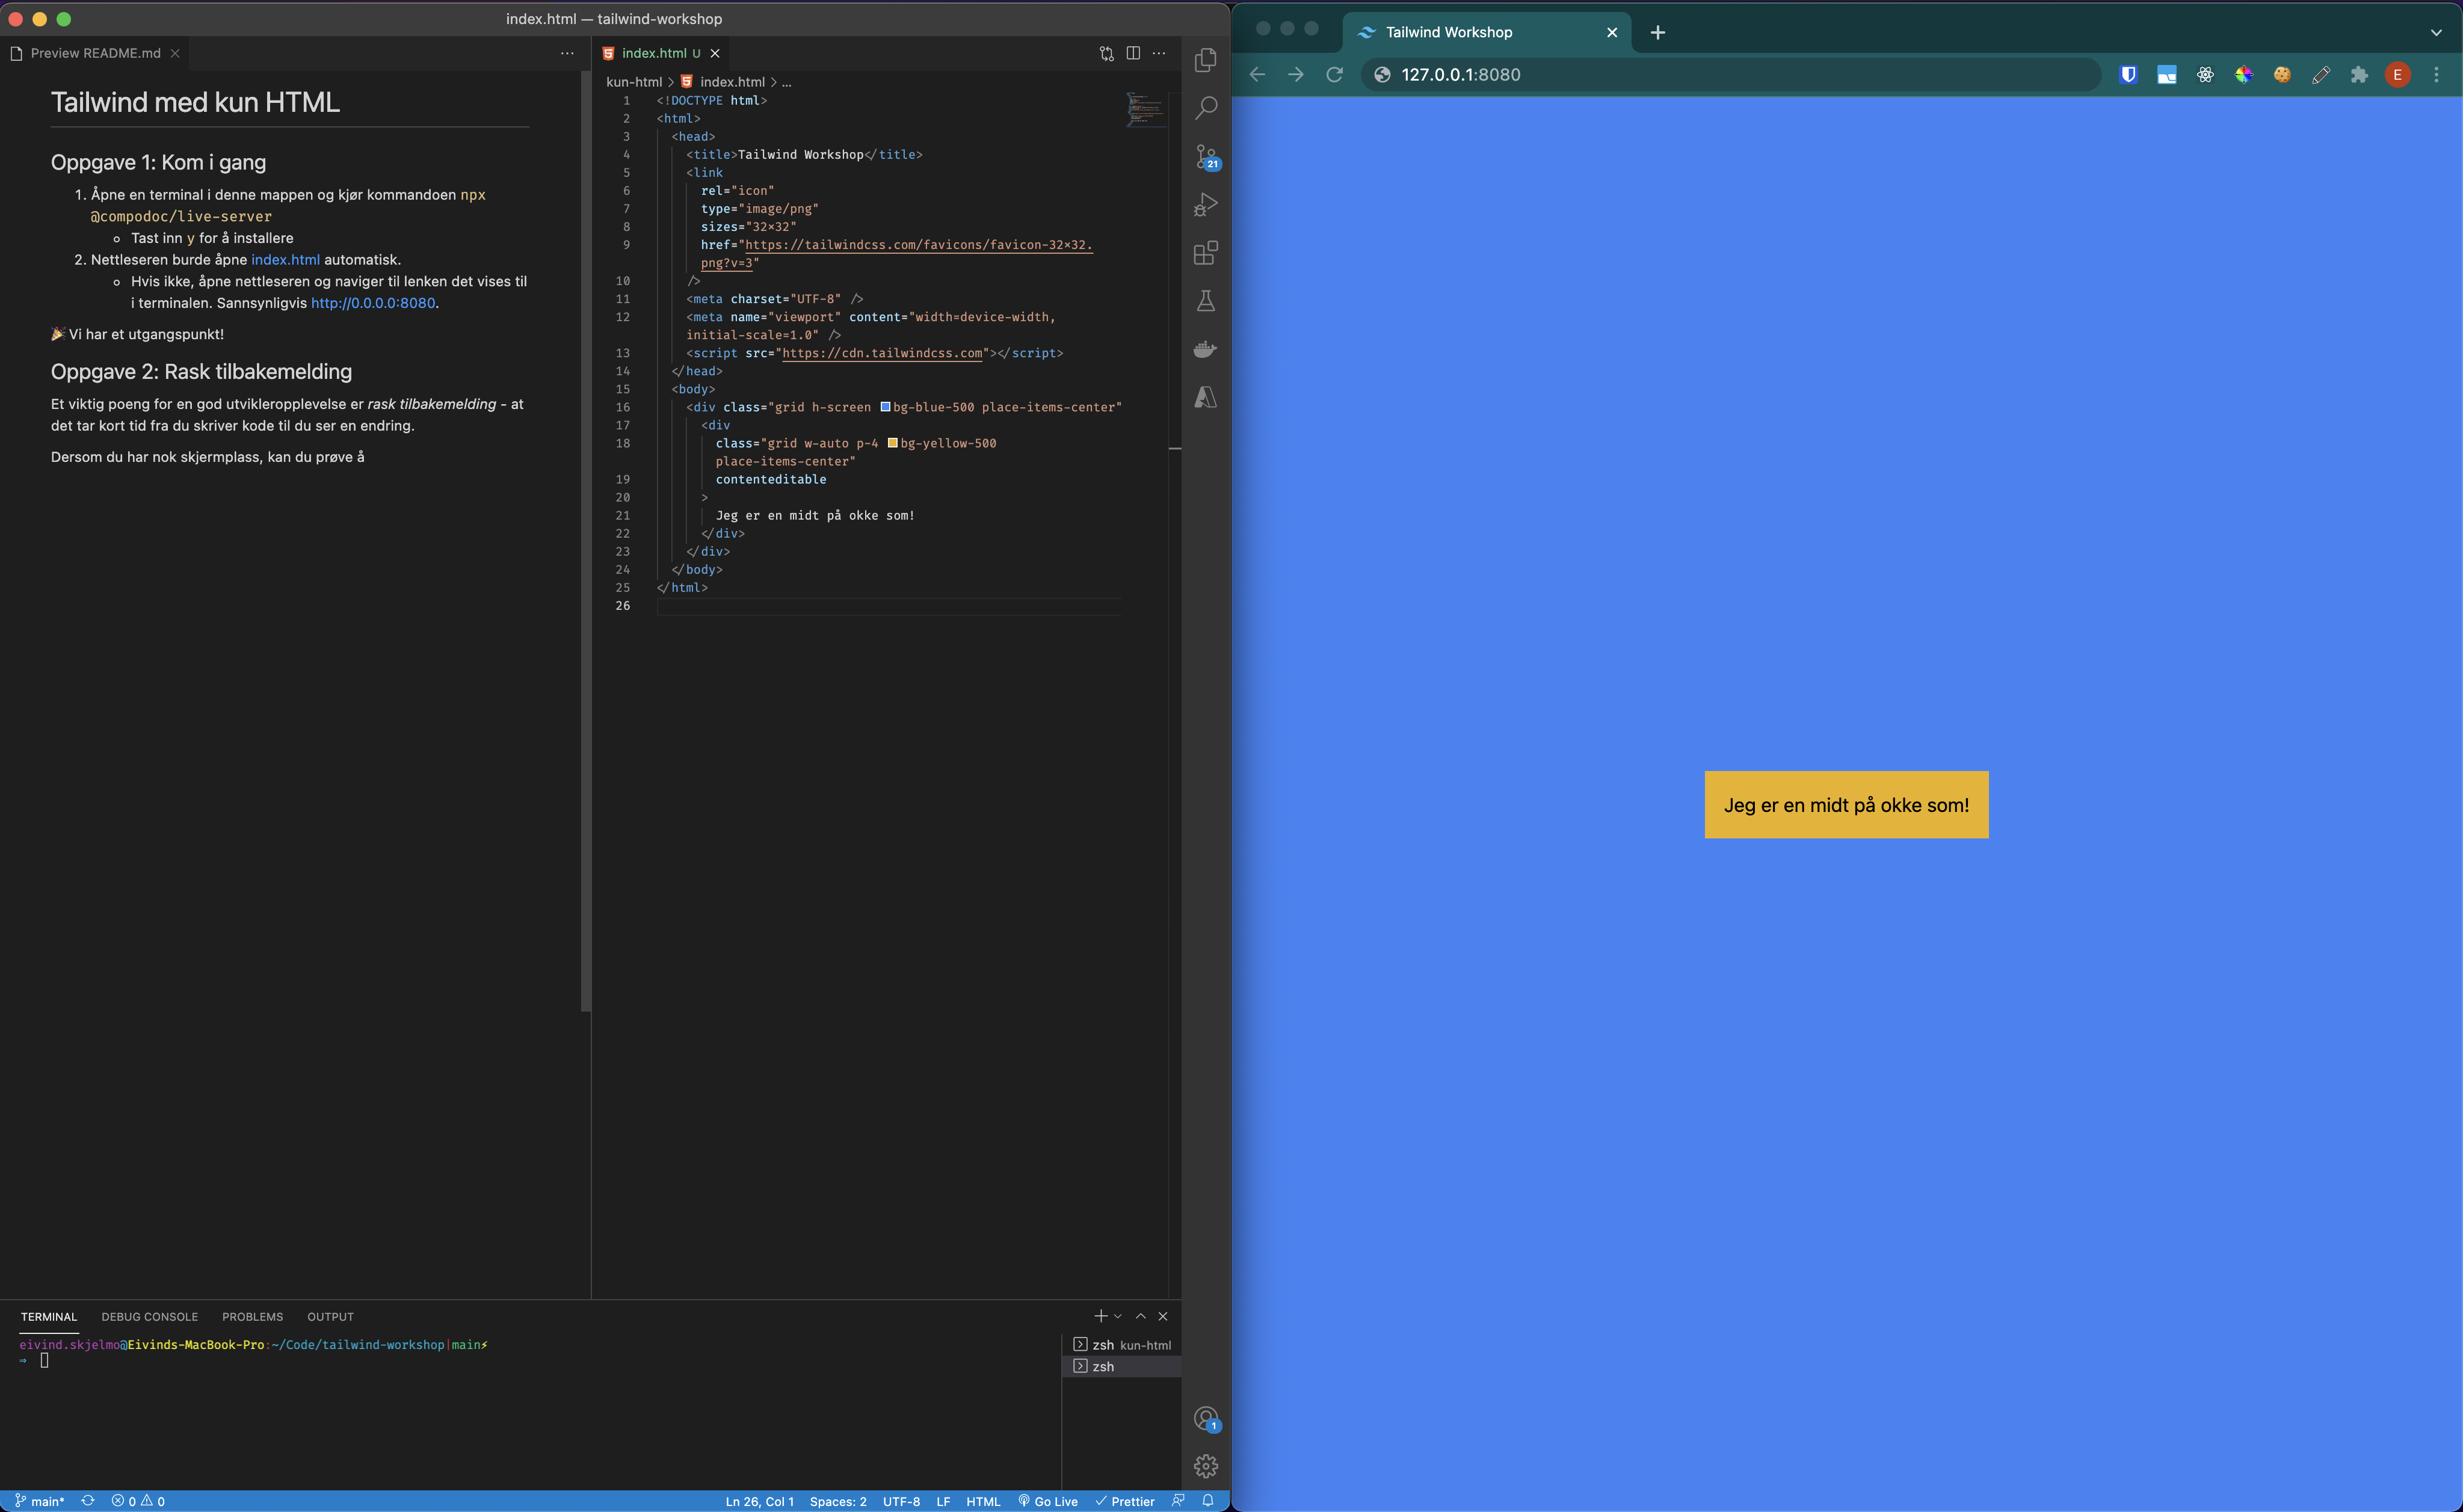 index.html — tailwind-workshop
Preview README.md
Tailwind med kun HTML
Oppgave 1: Kom i gang
1. Åpne en terminal i denne mappen og kjør kommandoen npx
@compodoc/live-server
Tast inn y for å installere
2. Nettleseren burde åpne index.html automatisk.
Hvis ikke, åpne nettleseren og naviger til lenken det vises til
i terminalen. Sannsynligvis http://0.0.0.0:8080.
🎉 Vi har et utgangspunkt!
Oppgave 2: Rask tilbakemelding
Et viktig poeng for en god utvikleropplevelse er rask tilbakemelding - at
det tar kort tid fra du skriver kode til du ser en endring.
Dersom du har nok skjermplass, kan du prøve å
index.html U
kun-html > index.html > ...
1 <!DOCTYPE html>
2 <html>
3 <head>
4 <title>Tailwind Workshop</title>
5 <link
6 rel="icon"
7 type="image/png"
8 sizes="32×32"
9 href="https://tailwindcss.com/favicons/favicon-32×32.
png?v=3"
10 />
11 <meta charset="UTF-8" />
12 <meta name="viewport" content="width=device-width,
initial-scale=1.0" />
13 <script src="https://cdn.tailwindcss.com"></script>
14 </head>
15 <body>
16 <div class="grid h-screen bg-blue-500 place-items-center"
17 <div
18 class="grid w-auto p-4 bg-yellow-500
place-items-center"
19 contenteditable
20 >
21 Jeg er en midt på okke som!
22 </div>
23 </div>
24 </body>
25 </html>
26
21
1
TERMINAL DEBUG CONSOLE PROBLEMS OUTPUT
eivind.skjelmo@Eivinds-MacBook-Pro:~/Code/tailwind-workshop|main⚡
⇒
zsh kun-html
zsh
main* 0 0
Ln 26, Col 1 Spaces: 2 UTF-8 LF HTML Go Live Prettier
Tailwind Workshop
127.0.0.1:8080
E
Jeg er en midt på okke som!